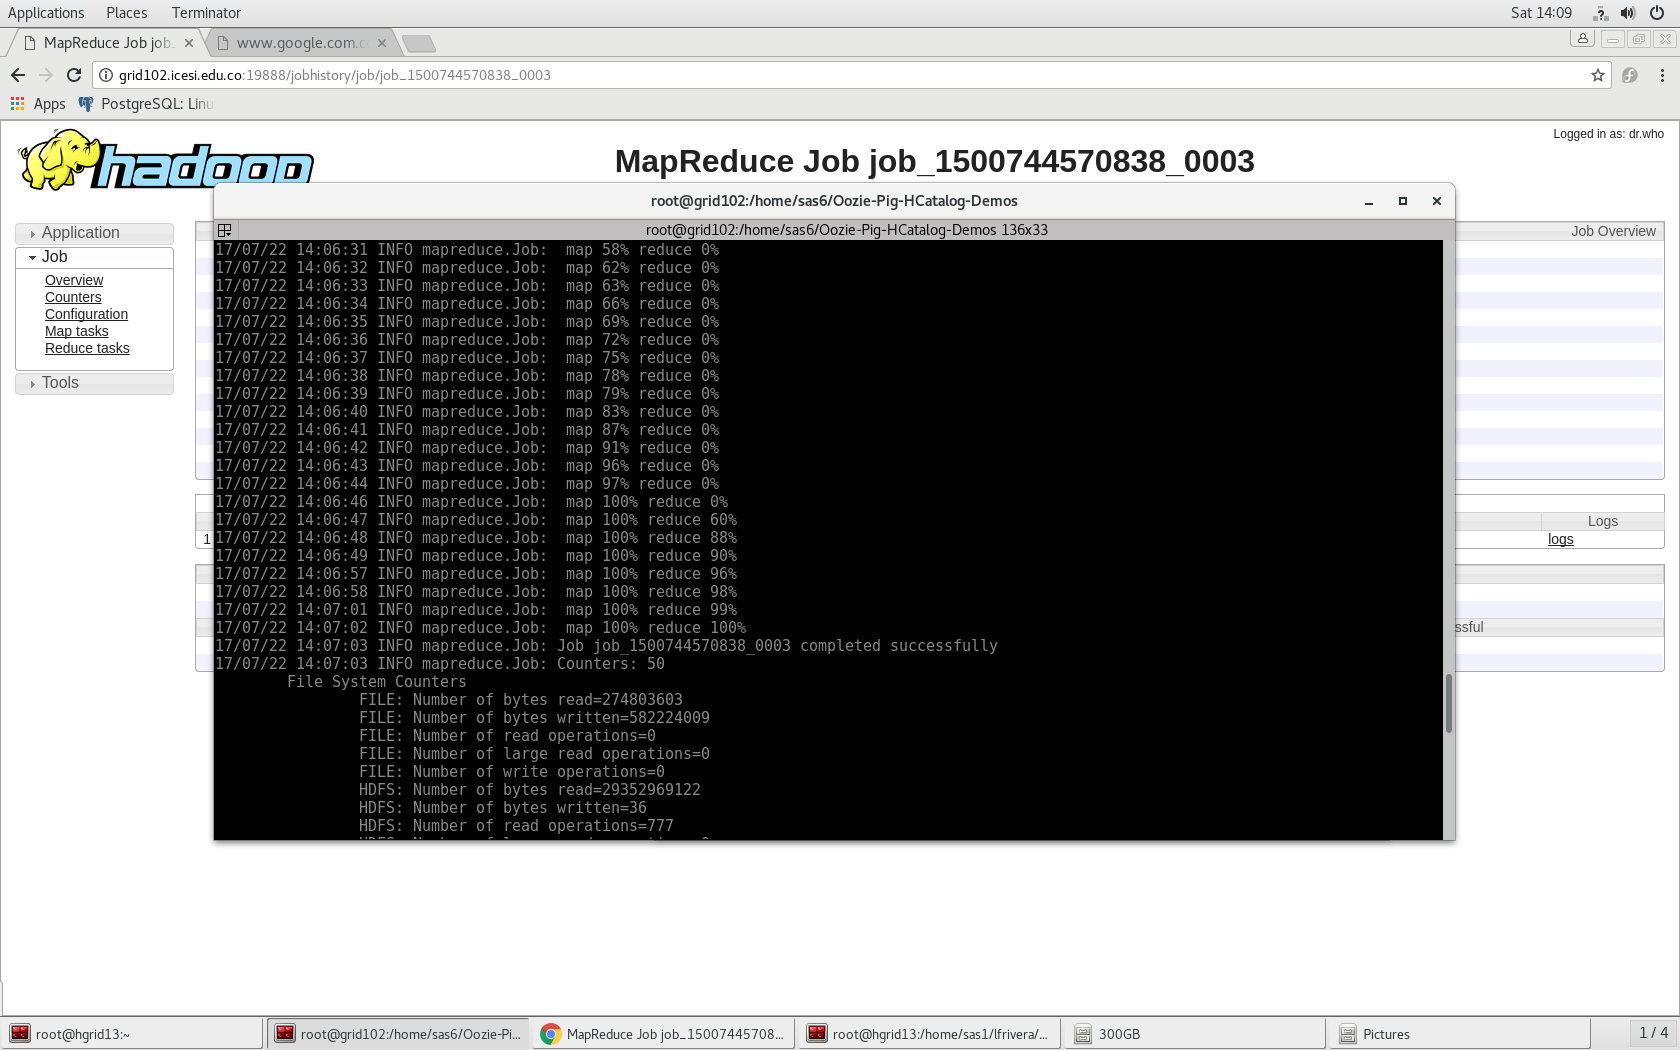 Applications Places Terminator Sat 14:09
MapReduce Job job_ www.google.com.c
grid102.icesi.edu.co:19888/jobhistory/job/job_1500744570838_0003
Apps PostgreSQL: Linu
Logged in as: dr.who
hadoop
MapReduce Job job_1500744570838_0003
root@grid102:/home/sas6/Oozie-Pig-HCatalog-Demos
root@grid102:/home/sas6/Oozie-Pig-HCatalog-Demos 136x33
Application
Job
Overview
Counters
Configuration
Map tasks
Reduce tasks
Tools
Job Overview
Logs
1
logs
ssful
17/07/22 14:06:31 INFO mapreduce.Job:  map 58% reduce 0%
17/07/22 14:06:32 INFO mapreduce.Job:  map 62% reduce 0%
17/07/22 14:06:33 INFO mapreduce.Job:  map 63% reduce 0%
17/07/22 14:06:34 INFO mapreduce.Job:  map 66% reduce 0%
17/07/22 14:06:35 INFO mapreduce.Job:  map 69% reduce 0%
17/07/22 14:06:36 INFO mapreduce.Job:  map 72% reduce 0%
17/07/22 14:06:37 INFO mapreduce.Job:  map 75% reduce 0%
17/07/22 14:06:38 INFO mapreduce.Job:  map 78% reduce 0%
17/07/22 14:06:39 INFO mapreduce.Job:  map 79% reduce 0%
17/07/22 14:06:40 INFO mapreduce.Job:  map 83% reduce 0%
17/07/22 14:06:41 INFO mapreduce.Job:  map 87% reduce 0%
17/07/22 14:06:42 INFO mapreduce.Job:  map 91% reduce 0%
17/07/22 14:06:43 INFO mapreduce.Job:  map 96% reduce 0%
17/07/22 14:06:44 INFO mapreduce.Job:  map 97% reduce 0%
17/07/22 14:06:46 INFO mapreduce.Job:  map 100% reduce 0%
17/07/22 14:06:47 INFO mapreduce.Job:  map 100% reduce 60%
17/07/22 14:06:48 INFO mapreduce.Job:  map 100% reduce 88%
17/07/22 14:06:49 INFO mapreduce.Job:  map 100% reduce 90%
17/07/22 14:06:57 INFO mapreduce.Job:  map 100% reduce 96%
17/07/22 14:06:58 INFO mapreduce.Job:  map 100% reduce 98%
17/07/22 14:07:01 INFO mapreduce.Job:  map 100% reduce 99%
17/07/22 14:07:02 INFO mapreduce.Job:  map 100% reduce 100%
17/07/22 14:07:03 INFO mapreduce.Job: Job job_1500744570838_0003 completed successfully
17/07/22 14:07:03 INFO mapreduce.Job: Counters: 50
File System Counters
FILE: Number of bytes read=274803603
FILE: Number of bytes written=582224009
FILE: Number of read operations=0
FILE: Number of large read operations=0
FILE: Number of write operations=0
HDFS: Number of bytes read=29352969122
HDFS: Number of bytes written=36
HDFS: Number of read operations=777
root@hgrid13:~ root@grid102:/home/sas6/Oozie-Pi... MapReduce Job job_15007445708... root@hgrid13:/home/sas1/lfrivera/... 300GB Pictures 1 / 4